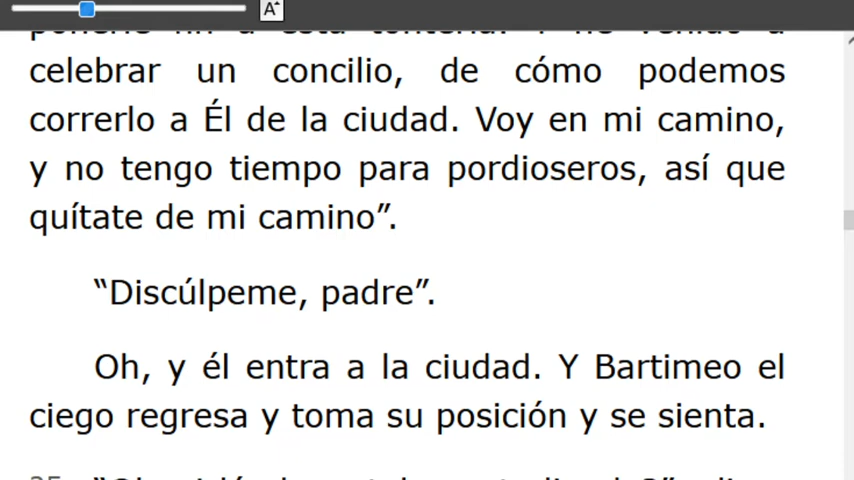 A
celebrar un concilio, de cómo podemos
correrlo a Él de la ciudad. Voy en mi camino,
y no tengo tiempo para pordioseros, así que
quítate de mi camino”.
“Discúlpeme, padre”.
Oh, y él entra a la ciudad. Y Bartimeo el
ciego regresa y toma su posición y se sienta.